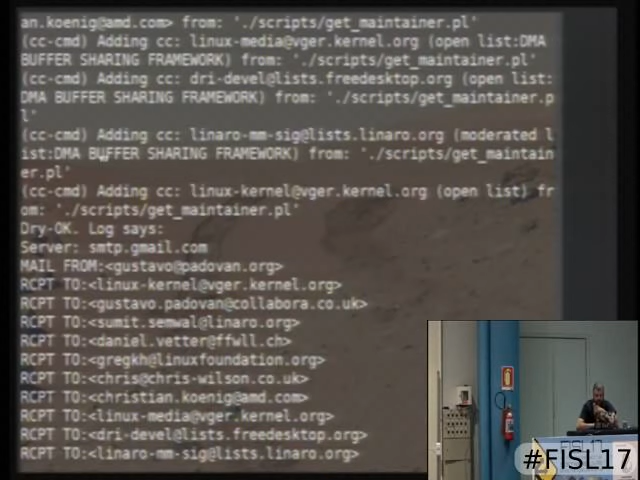 an.koenig@amd.com> from: './scripts/get_maintainer.pl'
(cc-cmd) Adding cc: linux-media@vger.kernel.org (open list:DMA
BUFFER SHARING FRAMEWORK) from: './scripts/get_maintainer.pl'
(cc-cmd) Adding cc: dri-devel@lists.freedesktop.org (open list:
DMA BUFFER SHARING FRAMEWORK) from: './scripts/get_maintainer.p
l'
(cc-cmd) Adding cc: linaro-mm-sig@lists.linaro.org (moderated l
ist:DMA BUFFER SHARING FRAMEWORK) from: './scripts/get_maintain
er.pl'
(cc-cmd) Adding cc: linux-kernel@vger.kernel.org (open list) fr
om: './scripts/get_maintainer.pl'
Dry-OK. Log says:
Server: smtp.gmail.com
MAIL FROM:<gustavo@padovan.org>
RCPT TO:<linux-kernel@vger.kernel.org>
RCPT TO:<gustavo.padovan@collabora.co.uk>
RCPT TO:<sumit.semwal@linaro.org>
RCPT TO:<daniel.vetter@ffwll.ch>
RCPT TO:<gregkh@linuxfoundation.org>
RCPT TO:<chris@chris-wilson.co.uk>
RCPT TO:<christian.koenig@amd.com>
RCPT TO:<linux-media@vger.kernel.org>
RCPT TO:<dri-devel@lists.freedesktop.org>
RCPT TO:<linaro-mm-sig@lists.linaro.org>
FISL17
#FISL17